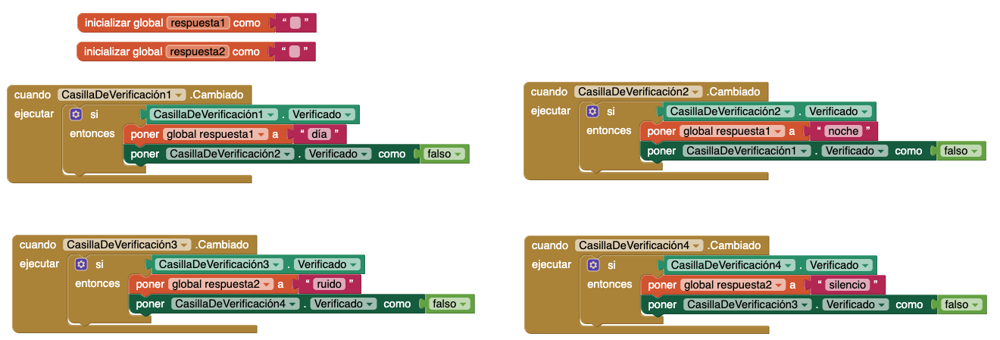 inicializar global respuesta1 como “ ”
inicializar global respuesta2 como “ ”
cuando CasillaDeVerificación1 .Cambiado
ejecutar si CasillaDeVerificación1 . Verificado
entonces poner global respuesta1 a “ día ”
poner CasillaDeVerificación2 . Verificado como falso
cuando CasillaDeVerificación2 .Cambiado
ejecutar si CasillaDeVerificación2 . Verificado
entonces poner global respuesta1 a “ noche ”
poner CasillaDeVerificación1 . Verificado como falso
cuando CasillaDeVerificación3 .Cambiado
ejecutar si CasillaDeVerificación3 . Verificado
entonces poner global respuesta2 a “ ruido ”
poner CasillaDeVerificación4 . Verificado como falso
cuando CasillaDeVerificación4 .Cambiado
ejecutar si CasillaDeVerificación4 . Verificado
entonces poner global respuesta2 a “ silencio ”
poner CasillaDeVerificación3 . Verificado como falso